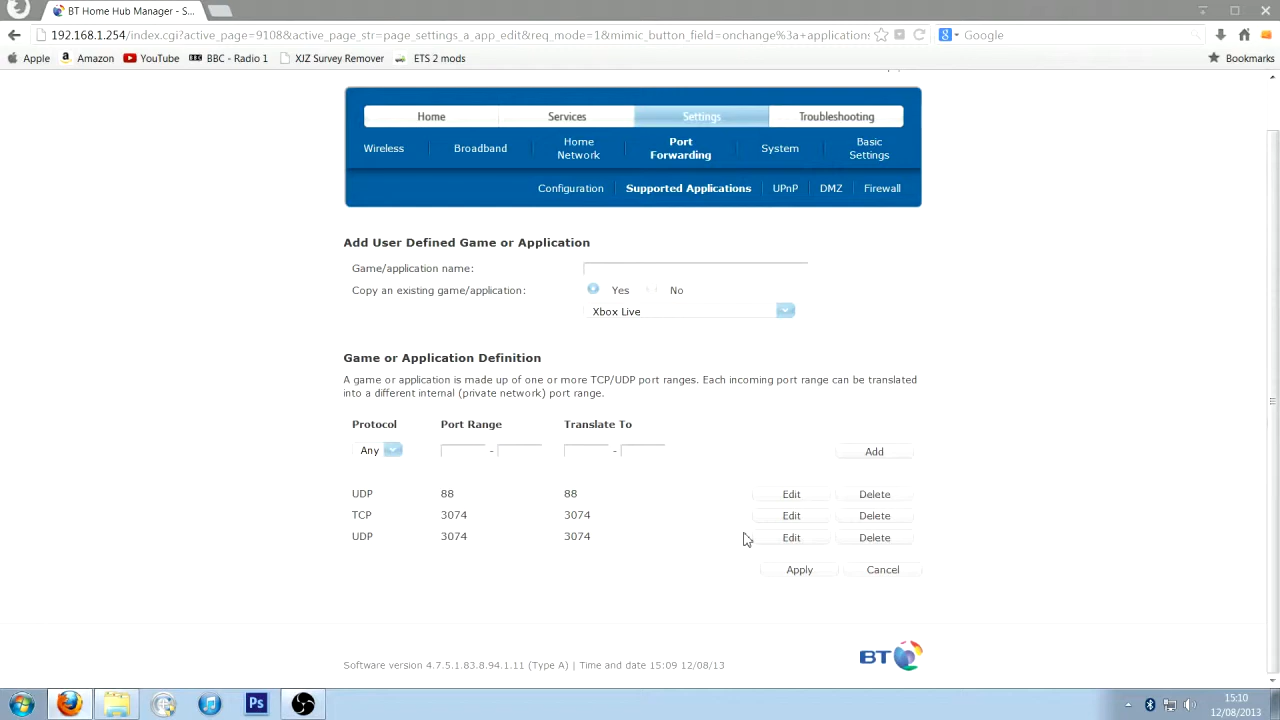 BT Home Hub Manager - S...
192.168.1.254/index.cgi?active_page=9108&active_page_str=page_settings_a_app_edit&req_mode=1&mimic_button_field=onchange%3a+application:
Google
Apple
Amazon
YouTube
BBC - Radio 1
XJZ Survey Remover
ETS 2 mods
Bookmarks
Home
Services
Settings
Troubleshooting
Wireless
Broadband
Home
Network
Port
Forwarding
System
Basic
Settings
Configuration
Supported Applications
UPnP
DMZ
Firewall
Add User Defined Game or Application
Game/application name:
Copy an existing game/application: Yes No
Xbox Live
Game or Application Definition
A game or application is made up of one or more TCP/UDP port ranges. Each incoming port range can be translated
into a different internal (private network) port range.
Protocol Port Range Translate To
Any - - Add
UDP 88 88 Edit Delete
TCP 3074 3074 Edit Delete
UDP 3074 3074 Edit Delete
Apply Cancel
BT
Software version 4.7.5.1.83.8.94.1.11 (Type A) | Time and date 15:09 12/08/13
Ps
15:10
12/08/2013